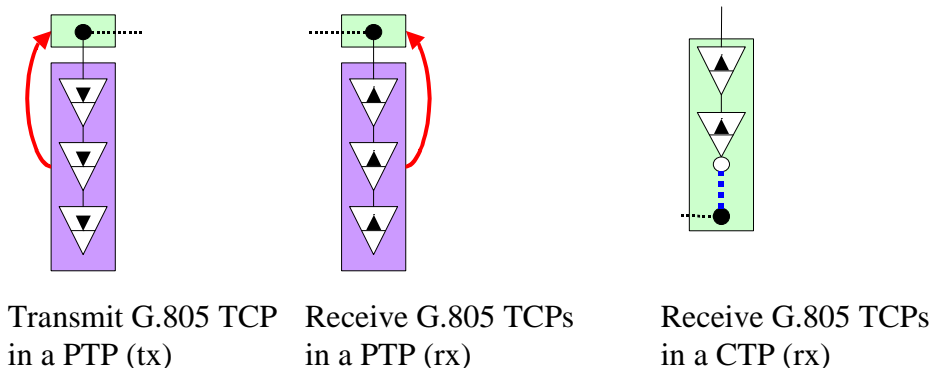 Transmit G.805 TCP
in a PTP (tx)
Receive G.805 TCPs
in a PTP (rx)
Receive G.805 TCPs
in a CTP (rx)